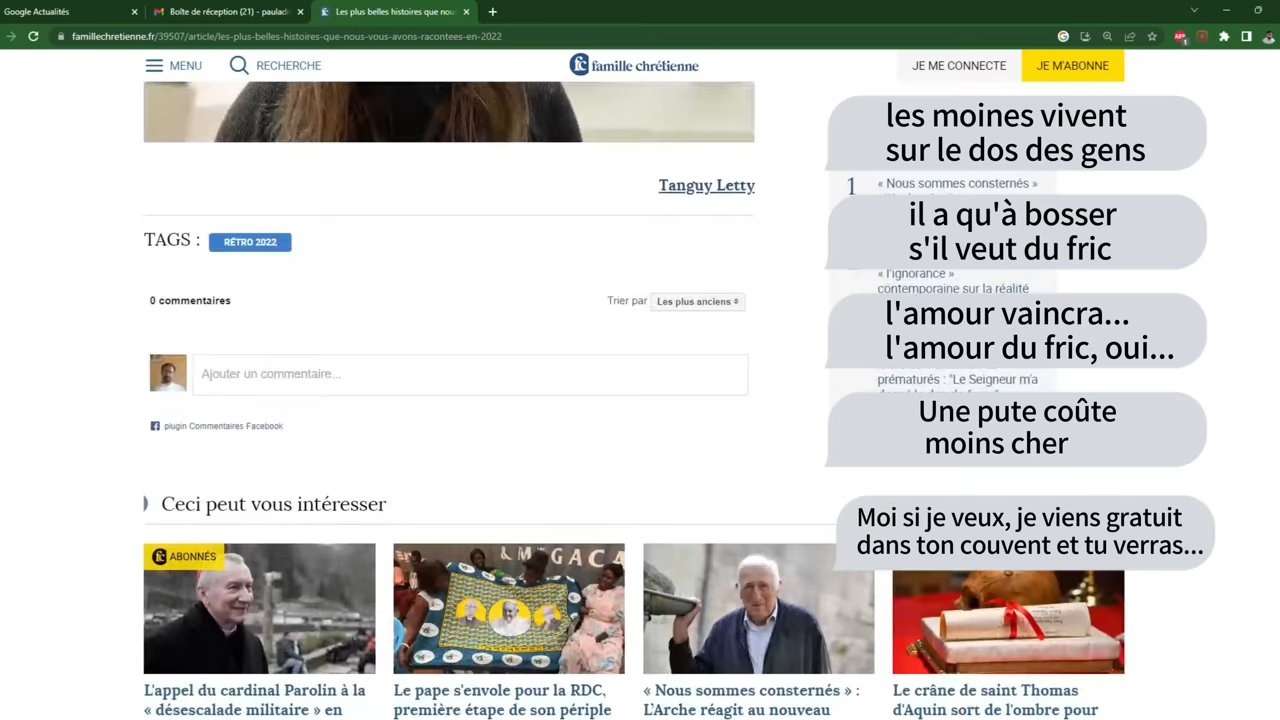 Google Actualités
Boîte de réception (21) - paulad
Les plus belles histoires que nou
famillechretienne.fr/39507/article/les-plus-belles-histoires-que-nous-vous-avons-racontees-en-2022
MENU
RECHERCHE
fc famille chrétienne
JE ME CONNECTE
JE M'ABONNE
les moines vivent
sur le dos des gens
1
« Nous sommes consternés »
il a qu'à bosser
s'il veut du fric
« l'ignorance »
contemporaine sur la réalité
l'amour vaincra...
l'amour du fric, oui...
prématurés : "Le Seigneur m'a
Une pute coûte
moins cher
Moi si je veux, je viens gratuit
dans ton couvent et tu verras...
Tanguy Letty
TAGS :
RÉTRO 2022
0 commentaires
Trier par
Les plus anciens
Ajouter un commentaire...
plugin Commentaires Facebook
Ceci peut vous intéresser
fc ABONNÉS
L'appel du cardinal Parolin à la
« désescalade militaire » en
& M GACA
Le pape s'envole pour la RDC,
première étape de son périple
« Nous sommes consternés » :
L'Arche réagit au nouveau
Le crâne de saint Thomas
d'Aquin sort de l'ombre pour